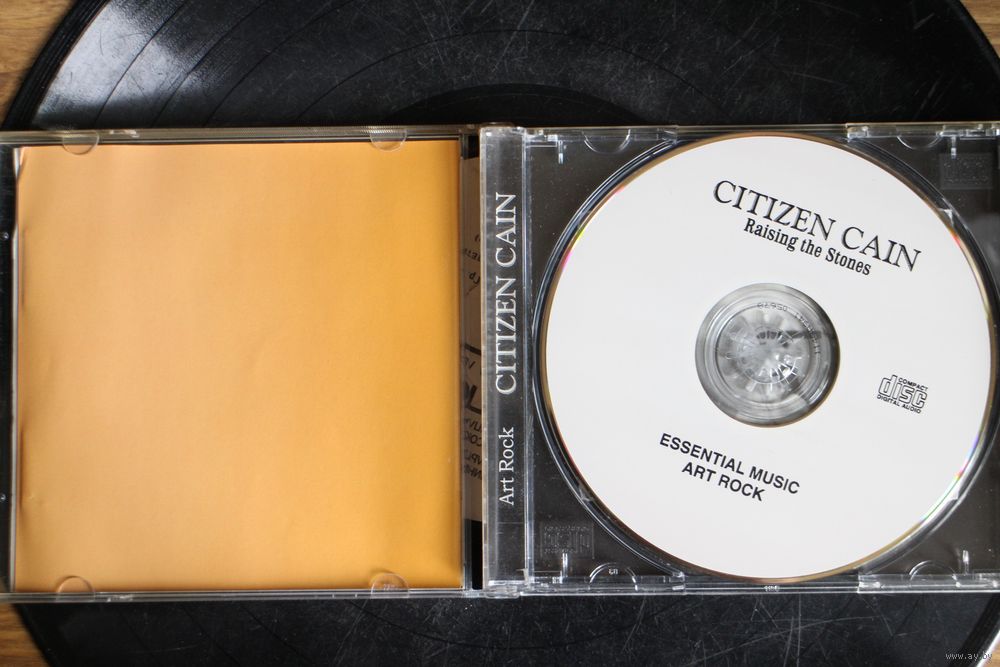 Art Rock CITIZEN CAIN
CITIZEN CAIN
Raising the Stones
COMPACT
disc
DIGITAL AUDIO
ESSENTIAL MUSIC
ART ROCK
www.ay.by